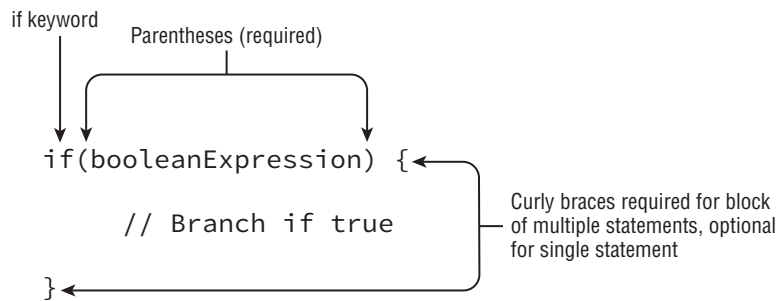 if keyword
Parentheses (required)
if(booleanExpression) {
// Branch if true
Curly braces required for block
of multiple statements, optional
for single statement
}